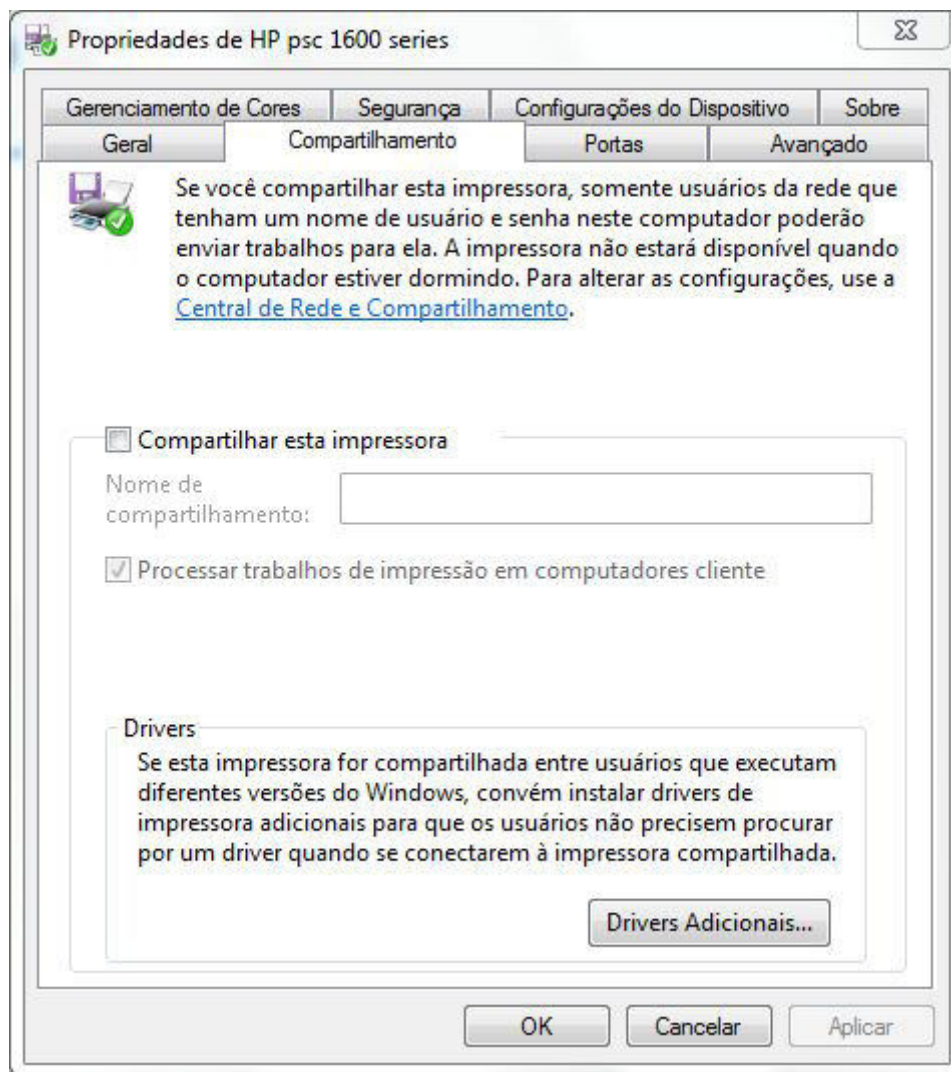 Propriedades de HP psc 1600 series
Gerenciamento de Cores
Segurança
Configurações do Dispositivo
Sobre
Geral
Compartilhamento
Portas
Avançado
Se você compartilhar esta impressora, somente usuários da rede que
tenham um nome de usuário e senha neste computador poderão
enviar trabalhos para ela. A impressora não estará disponível quando
o computador estiver dormindo. Para alterar as configurações, use a
Central de Rede e Compartilhamento.
Compartilhar esta impressora
Nome de
compartilhamento:
Processar trabalhos de impressão em computadores cliente
Drivers
Se esta impressora for compartilhada entre usuários que executam
diferentes versões do Windows, convém instalar drivers de
impressora adicionais para que os usuários não precisem procurar
por um driver quando se conectarem à impressora compartilhada.
Drivers Adicionais...
OK
Cancelar
Aplicar